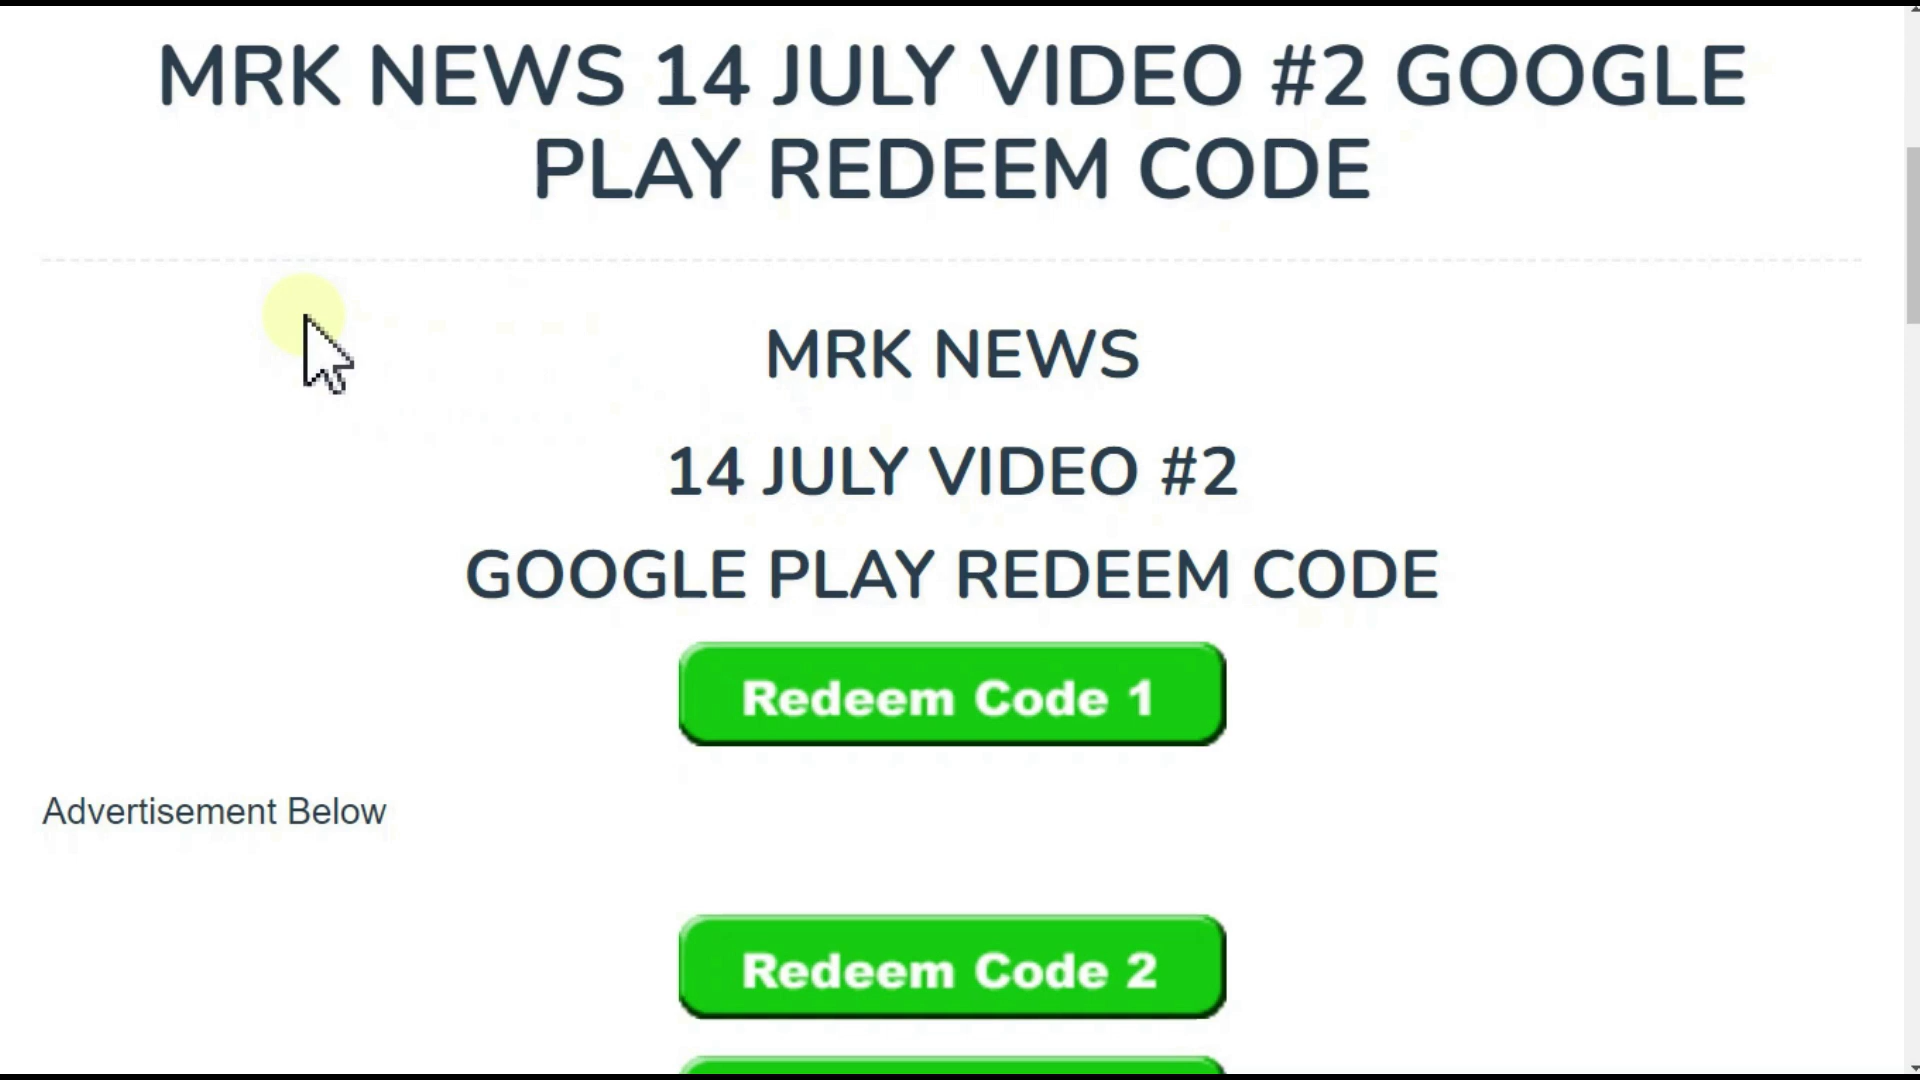 MRK NEWS 14 JULY VIDEO #2 GOOGLE
PLAY REDEEM CODE
MRK NEWS
14 JULY VIDEO #2
GOOGLE PLAY REDEEM CODE
Redeem Code 1
Advertisement Below
Redeem Code 2